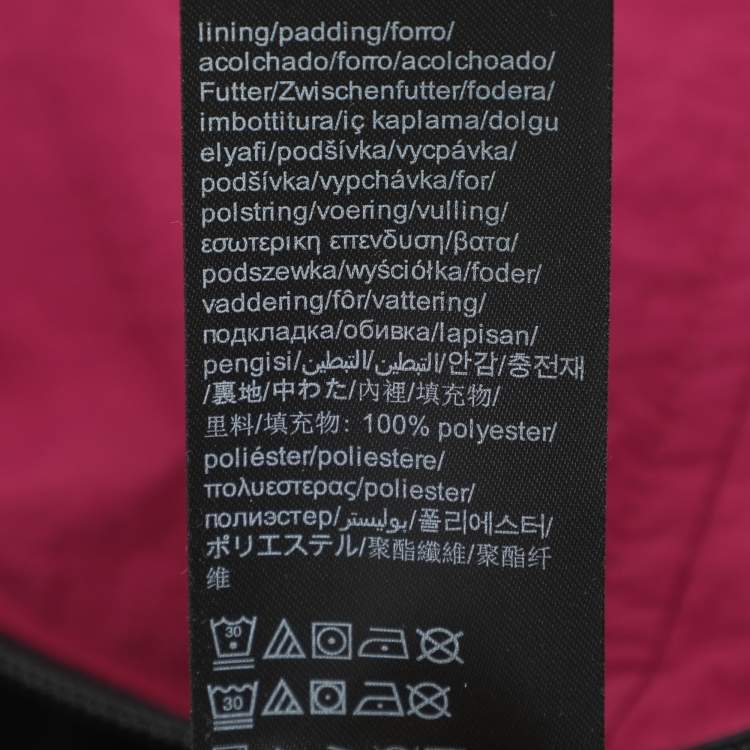 lining/padding/forro/
acolchado/forro/acolchoado/
Futter/Zwischenfutter/fodera/
imbottitura/iç kaplama/dolgu
elyafi/podšívka/vycpávka/
podšívka/vypchávka/for/
polstring/voering/vulling/
εσωτερικη επενδυση/βατα/
podszewka/wyściółka/foder/
vaddering/fôr/vattering/
подкладка/обивка/lapisan/
pengisi/التبطين/التبطين/안감/충전재
/裏地/中わた/內裡/填充物/
里料/填充物: 100% polyester/
poliéster/poliestere/
πολυεστερας/poliester/
полиэстер/بوليستر/폴리에스터/
ポリエステル/聚酯纖維/聚酯纤
维
30
30